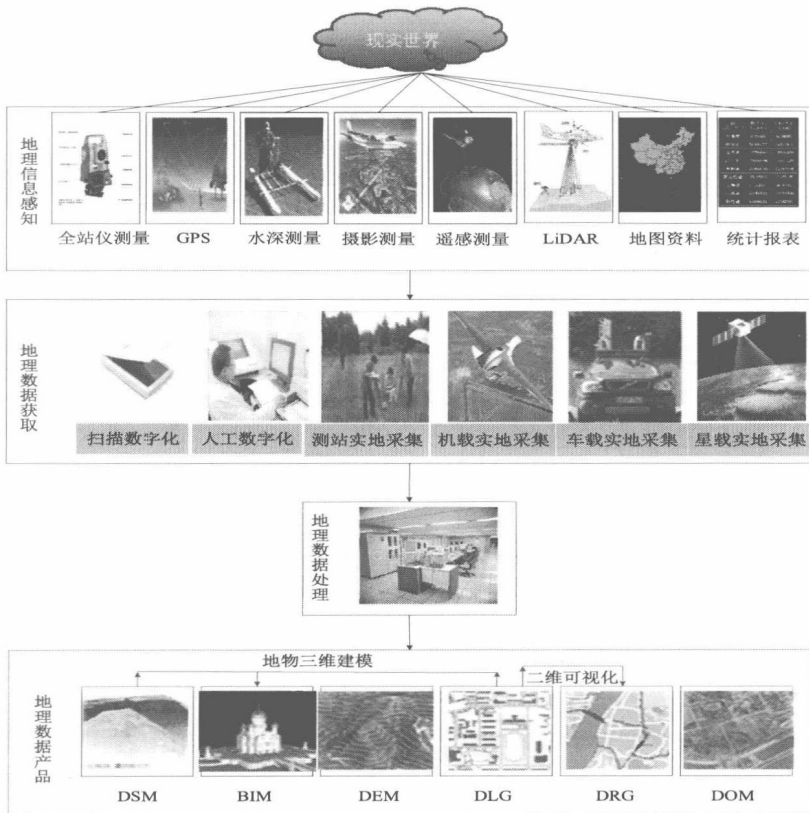 现实世界
地理信息感知
全站仪测量 GPS 水深测量 摄影测量 遥感测量 LiDAR 地图资料 统计报表
地理数据获取
扫描数字化 人工数字化 测站实地采集 机载实地采集 车载实地采集 星载实地采集
地理数据处理
地物三维建模
二维可视化
地理数据产品
DSM BIM DEM DLG DRG DOM